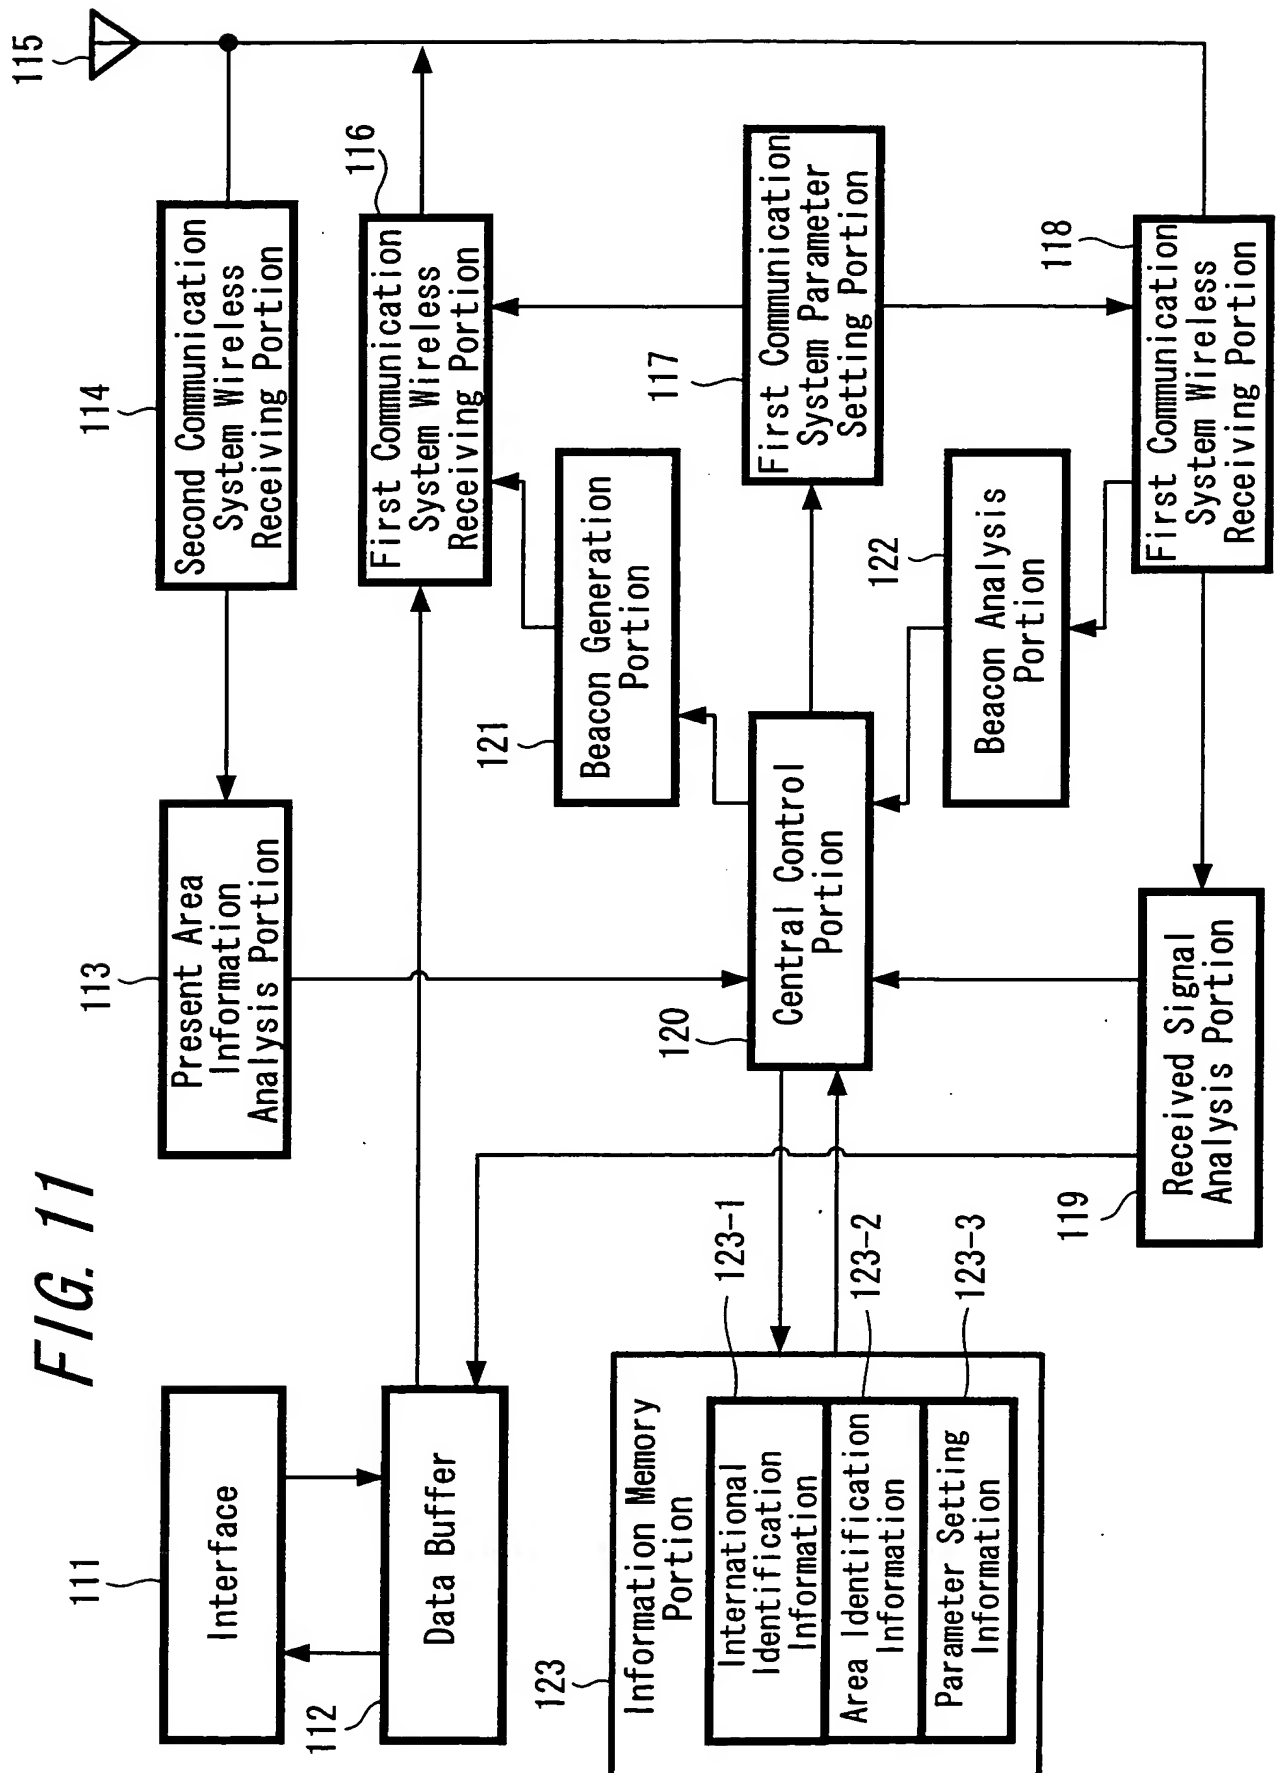 FIG. 11
111
Interface
112
Data Buffer
113
Present Area
Information
Analysis Portion
114
Second Communication
System Wireless
Receiving Portion
115
116
First Communication
System Wireless
Receiving Portion
117
First Communication
System Parameter
Setting Portion
118
First Communication
System Wireless
Receiving Portion
119
Received Signal
Analysis Portion
120
Central Control
Portion
121
Beacon Generation
Portion
122
Beacon Analysis
Portion
123
Information Memory
Portion
123-1
International
Identification
Information
123-2
Area Identification
Information
123-3
Parameter Setting
Information